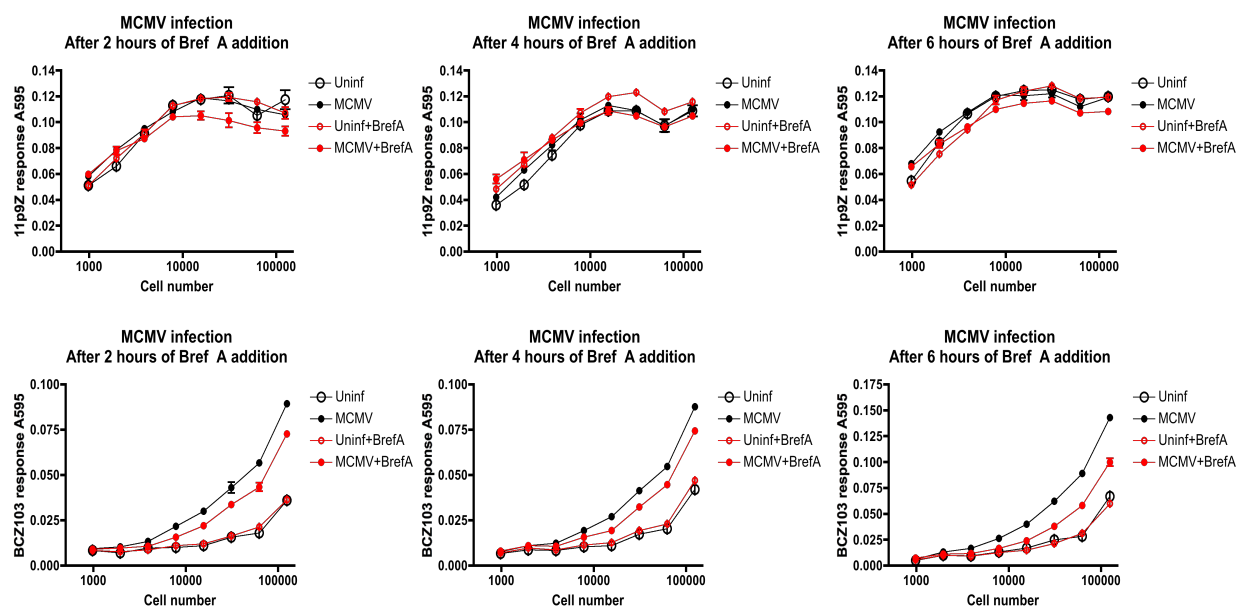 MCMV infection
After 2 hours of Bref A addition
0.14
0.12
0.10
0.08
0.06
0.04
0.02
0.00
11p9Z response A595
1000
10000
100000
Cell number
Uninf
MCMV
Uninf+BrefA
MCMV+BrefA
MCMV infection
After 4 hours of Bref A addition
0.14
0.12
0.10
0.08
0.06
0.04
0.02
0.00
11p9Z response A595
1000
10000
100000
Cell number
Uninf
MCMV
Uninf+BrefA
MCMV+BrefA
MCMV infection
After 6 hours of Bref A addition
0.14
0.12
0.10
0.08
0.06
0.04
0.02
0.00
11p9Z response A595
1000
10000
100000
Cell number
Uninf
MCMV
Uninf+BrefA
MCMV+BrefA
MCMV infection
After 2 hours of Bref A addition
0.100
0.075
0.050
0.025
0.000
BCZ103 response A595
1000
10000
100000
Cell number
Uninf
MCMV
Uninf+BrefA
MCMV+BrefA
MCMV infection
After 4 hours of Bref A addition
0.100
0.075
0.050
0.025
0.000
BCZ103 response A595
1000
10000
100000
Cell number
Uninf
MCMV
Uninf+BrefA
MCMV+BrefA
MCMV infection
After 6 hours of Bref A addition
0.175
0.150
0.125
0.100
0.075
0.050
0.025
0.000
BCZ103 response A595
1000
10000
100000
Cell number
Uninf
MCMV
Uninf+BrefA
MCMV+BrefA